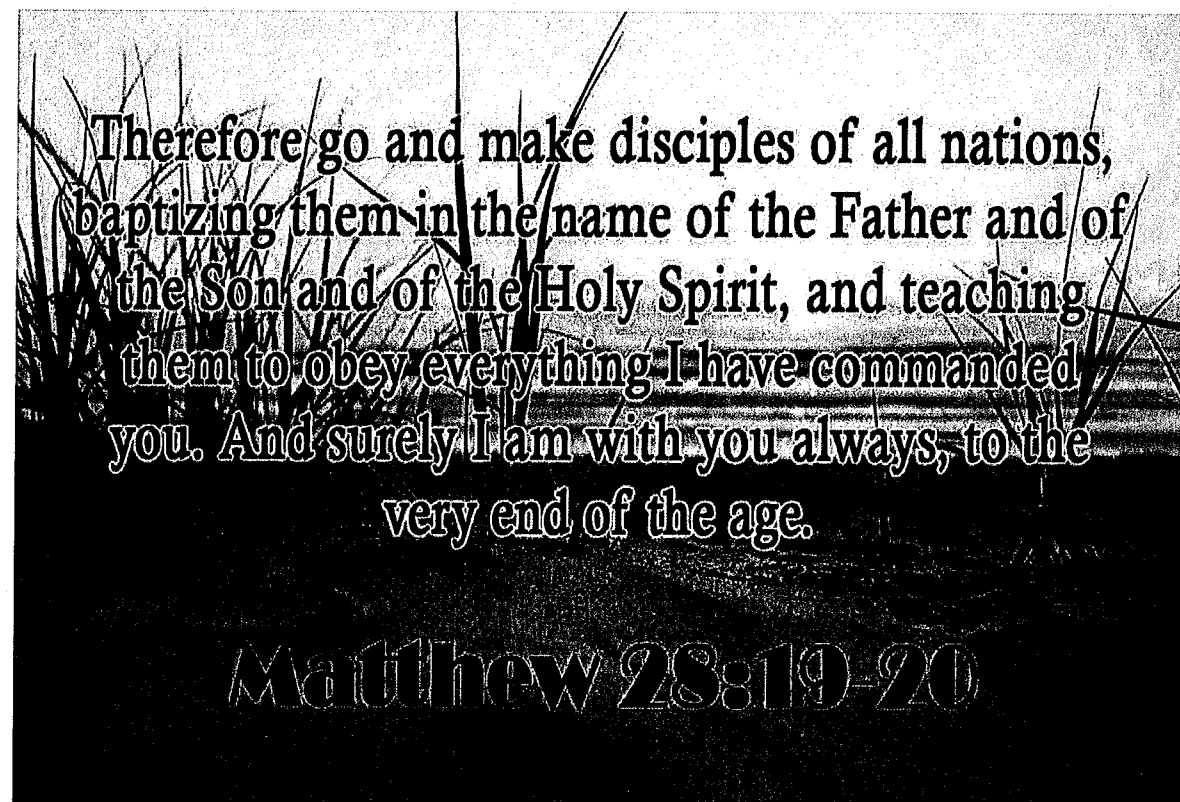 Therefore go and make disciples of all nations,
baptizing them in the name of the Father and of
the Son and of the Holy Spirit, and teaching
them to obey everything I have commanded
you. And surely I am with you always, to the
very end of the age.
Matthew 28:19-20